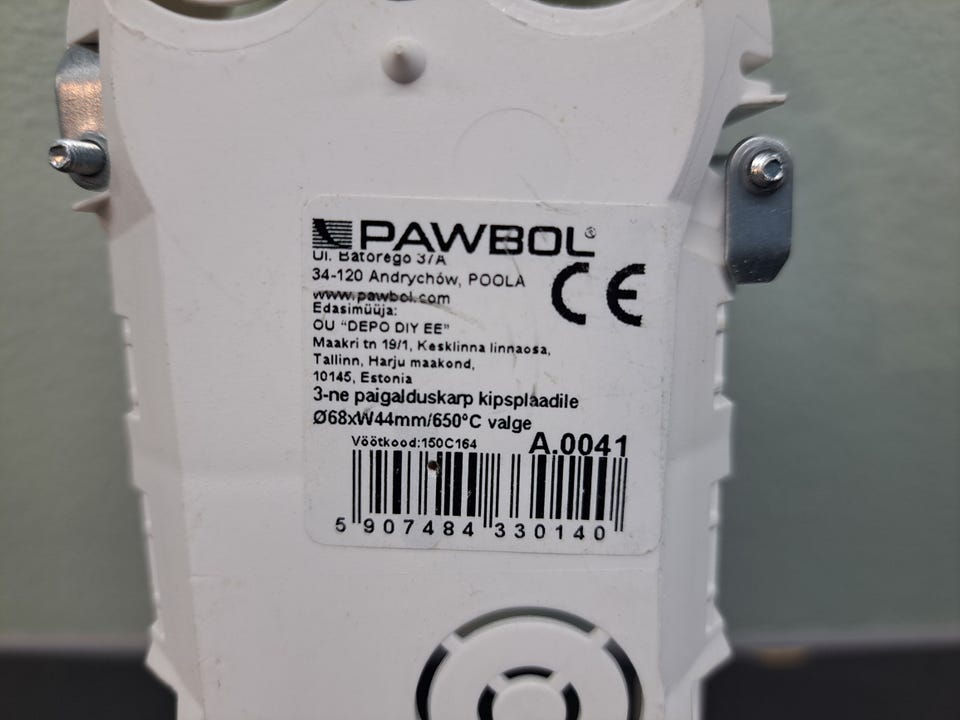 PAWBOL®
Ul. Batorego 37A
34-120 Andrychów, POOLA
www.pawbol.com
CE
Edasimüüja:
OU "DEPO DIY EE"
Maakri tn 19/1, Kesklinna linnaosa,
Tallinn, Harju maakond,
10145, Estonia
3-ne paigalduskarp kipsplaadile
Ø68xW44mm/650ºC valge
Vöötkood:150C164
A.0041
5 907484 330140